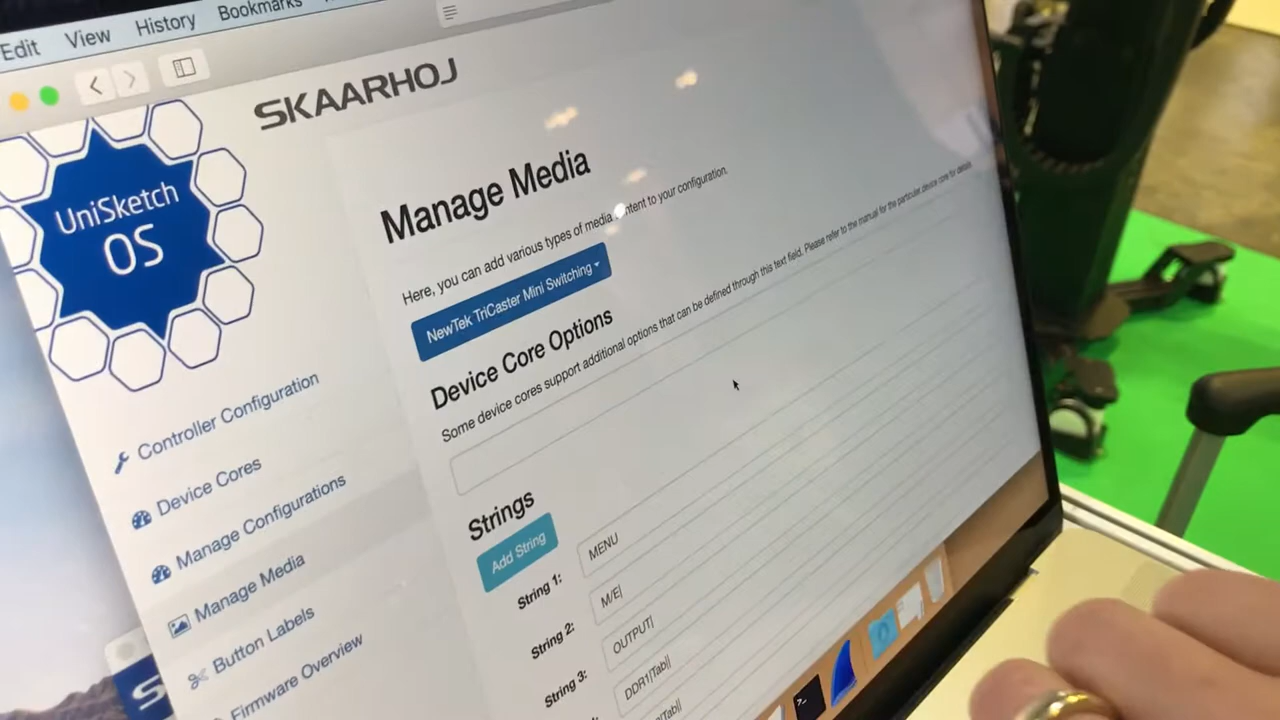 Edit View History Bookmarks
SKAARHOJ
UniSketch
OS
Manage Media
Here, you can add various types of media content to your configuration.
NewTek TriCaster Mini Switching
Device Core Options
Some device cores support additional options that can be defined through this text field. Please refer to the manual for the particular device core for details.
Strings
Add String
String 1: MENU
String 2: M/E|
String 3: OUTPUT|
DDR1|Tab||
Controller Configuration
Device Cores
Manage Configurations
Manage Media
Button Labels
Firmware Overview